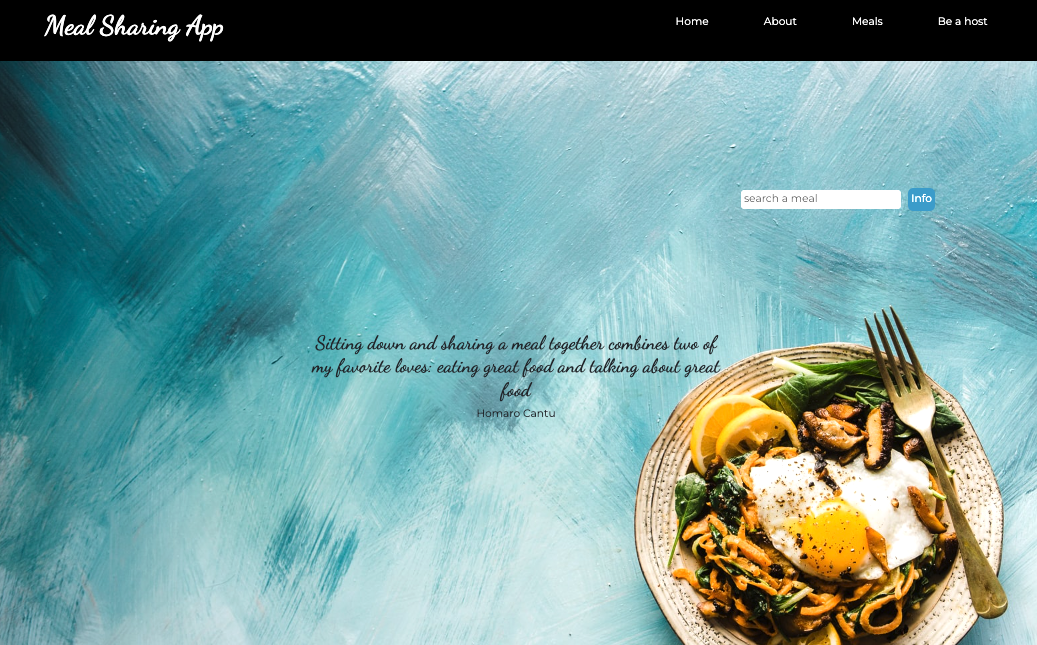 Meal Sharing App
Home About Meals Be a host
search a meal Info
Sitting down and sharing a meal together combines two of
my favorite loves: eating great food and talking about great
food
Homaro Cantu